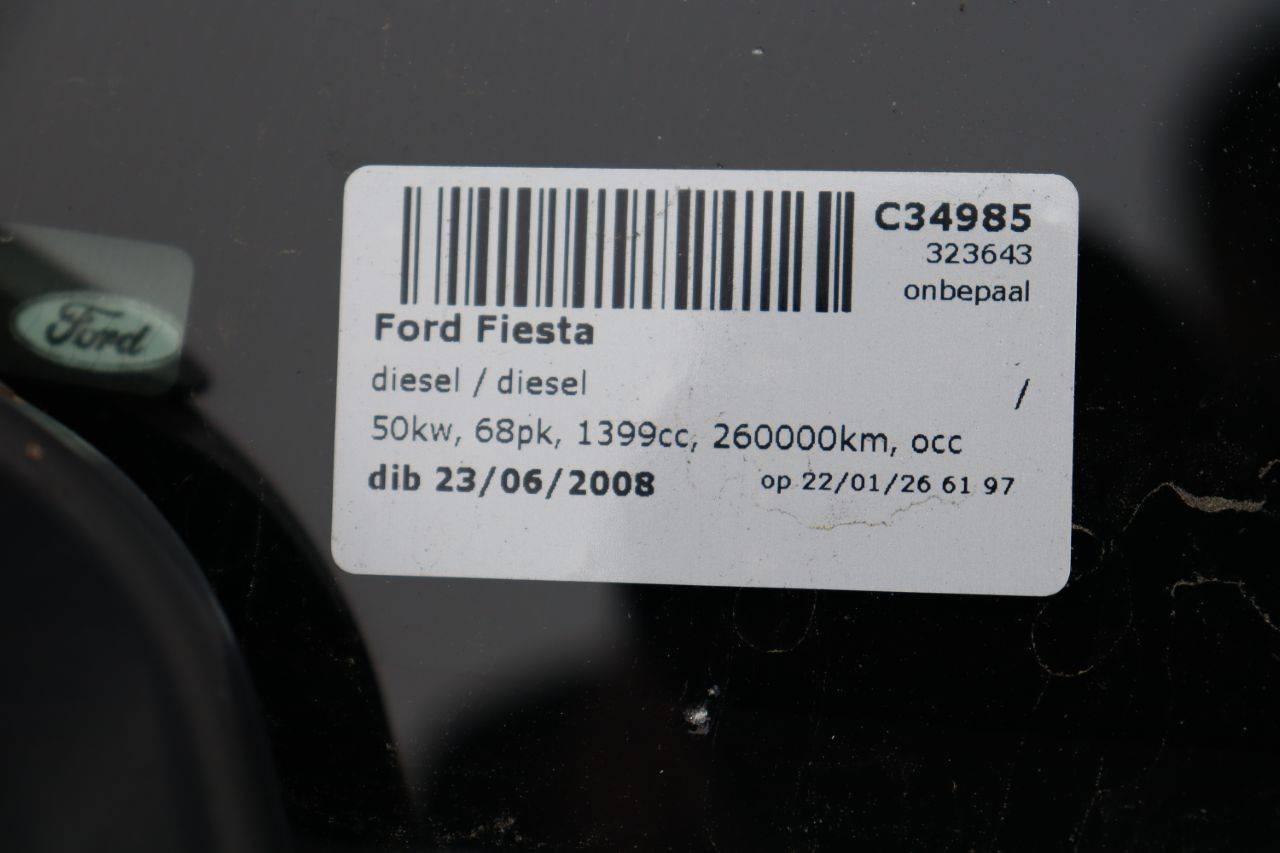 C34985
323643
onbepaal
Ford
Ford Fiesta
diesel / diesel /
50kw, 68pk, 1399cc, 260000km, occ
dib 23/06/2008 op 22/01/26 61 97